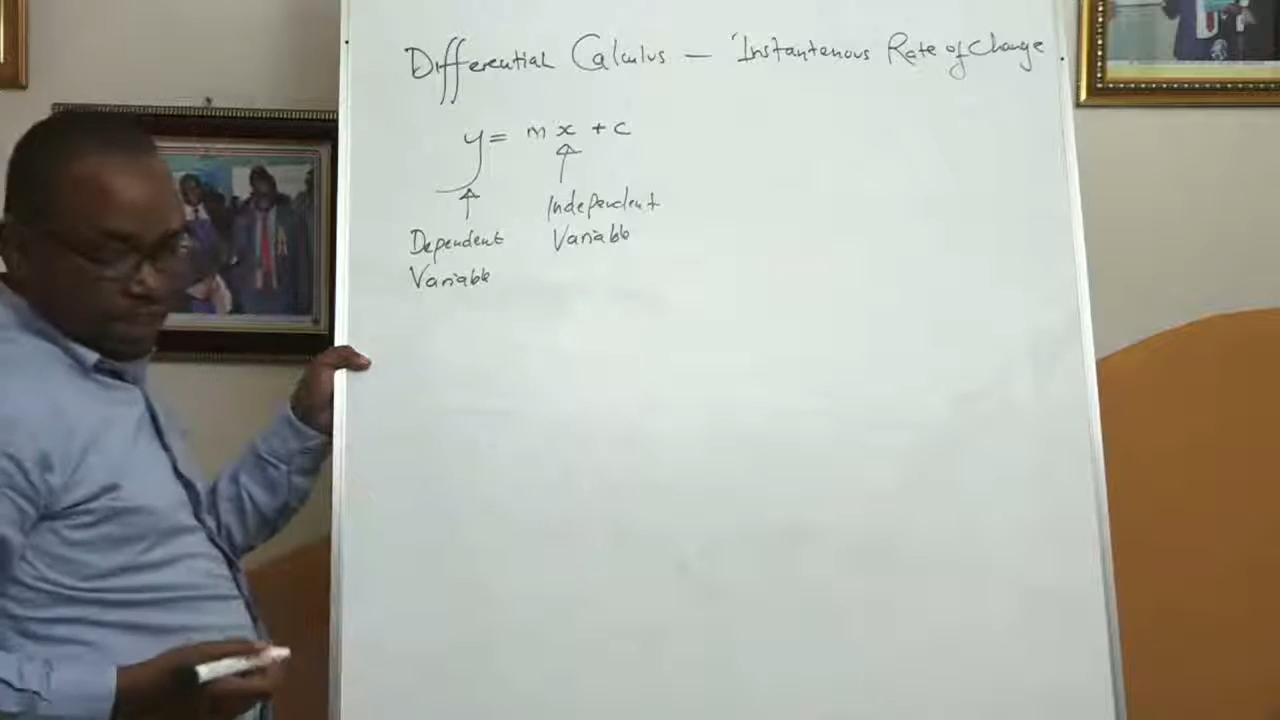 Differential Calculus — Instantenous Rate of Change.
y = mx + c
Independent
Variable
Dependent
Variable